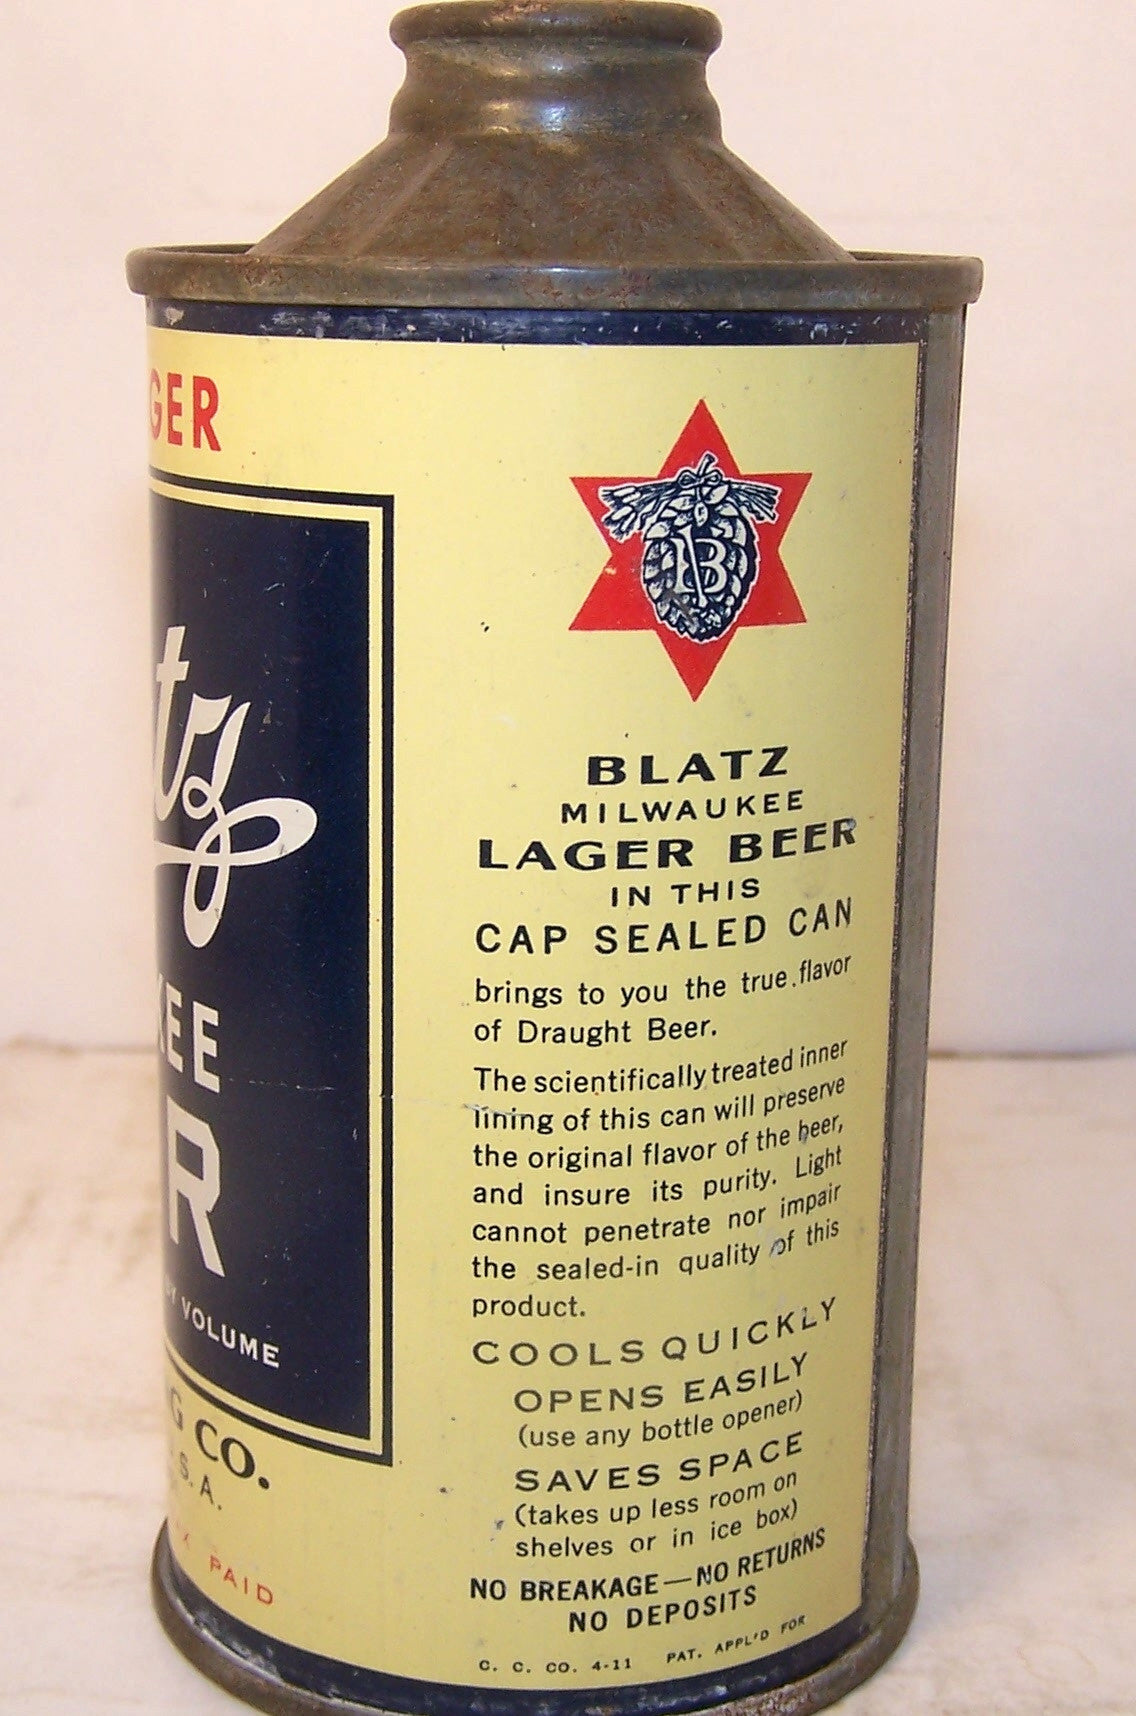 GER
tz
KEE
R
BY VOLUME
G CO.
S. A.
X PAID
B
BLATZ
MILWAUKEE
LAGER BEER
IN THIS
CAP SEALED CAN
brings to you the true flavor
of Draught Beer.
The scientifically treated inner
lining of this can will preserve
the original flavor of the beer,
and insure its purity. Light
cannot penetrate nor impair
the sealed-in quality of this
product.
COOLS QUICKLY
OPENS EASILY
(use any bottle opener)
SAVES SPACE
(takes up less room on
shelves or in ice box)
NO BREAKAGE—NO RETURNS
NO DEPOSITS
C. C. CO. 4-11 PAT. APPL'D FOR